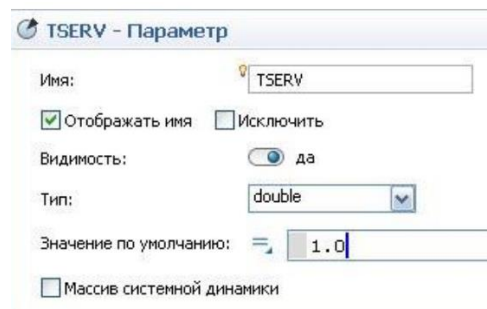 TSERV - Параметр
Имя: TSERV
Отображать имя Исключить
Видимость: да
Тип: double
Значение по умолчанию: 1.0
Массив системной динамики